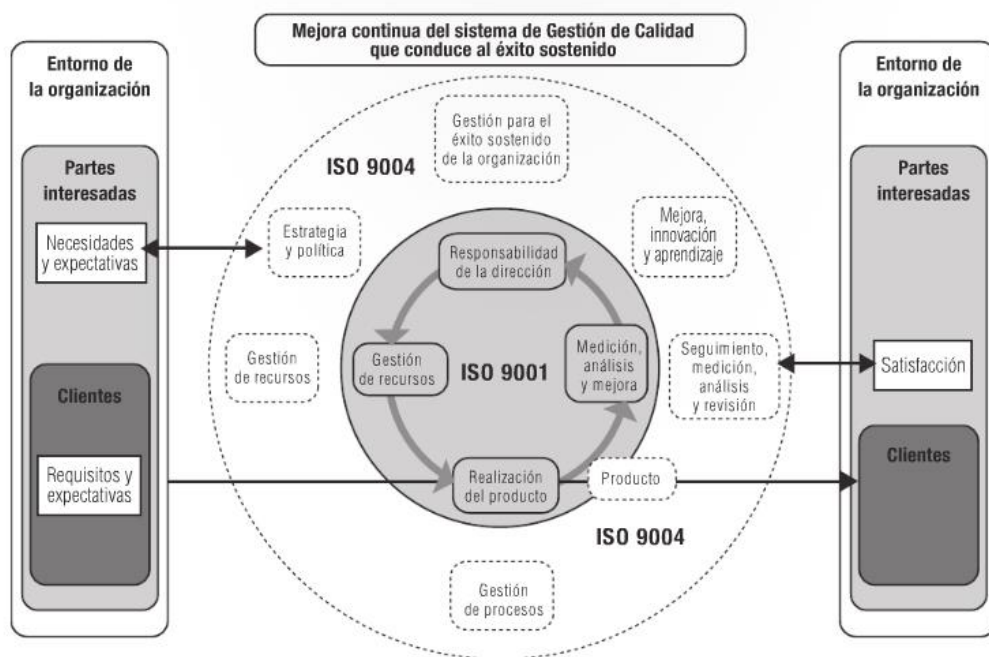 Mejora continua del sistema de Gestión de Calidad
que conduce al éxito sostenido
Entorno de
la organización
Partes
interesadas
Necesidades
y expectativas
Clientes
Requisitos y
expectativas
Gestión para el
éxito sostenido
de la organización
ISO 9004
Estrategia
y política
Mejora,
innovación
y aprendizaje
Gestión
de recursos
Responsabilidad
de la dirección
Gestión
de recursos
ISO 9001
Medición,
análisis
y mejora
Seguimiento,
medición,
análisis
y revisión
Realización
del producto
Producto
ISO 9004
Gestión
de procesos
Entorno de
la organización
Partes
interesadas
Satisfacción
Clientes